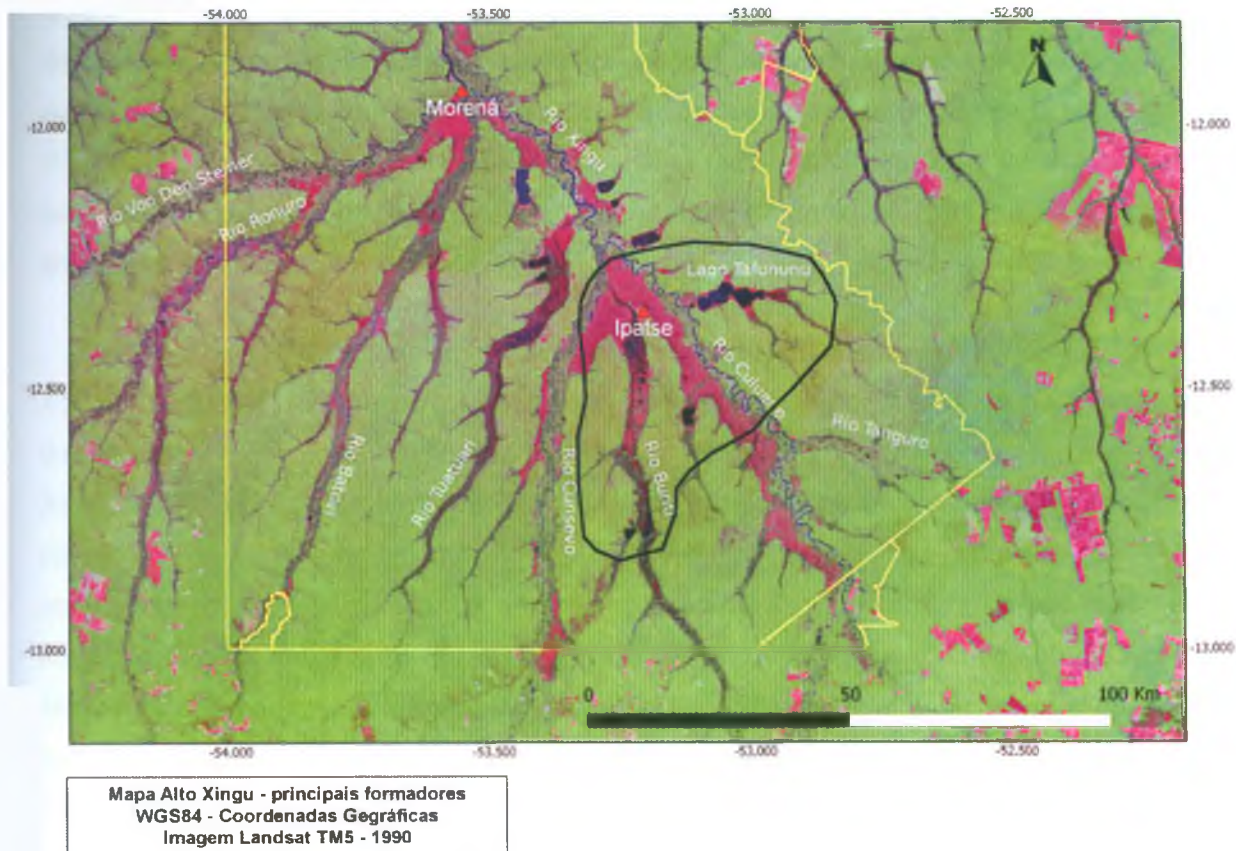 -54.000
-53.500
-53.000
-52.500
N
Morená
-12.000
-12.000
Rio Xingu
Rio Von Den Steiner
Rio Ronuro
Lago Tafununu
Ipatse
-12.500
-12.500
Rio Culuene
Rio Tanguro
Rio Batovi
Rio Tuatuari
Rio Curisevo
Rio Buriti
-13.000
-13.000
0
50
100 Km
-54.000
-53.500
-53.000
-52.500
Mapa Alto Xingu - principais formadores
WGS84 - Coordenadas Gegráficas
Imagem Landsat TM5 - 1990